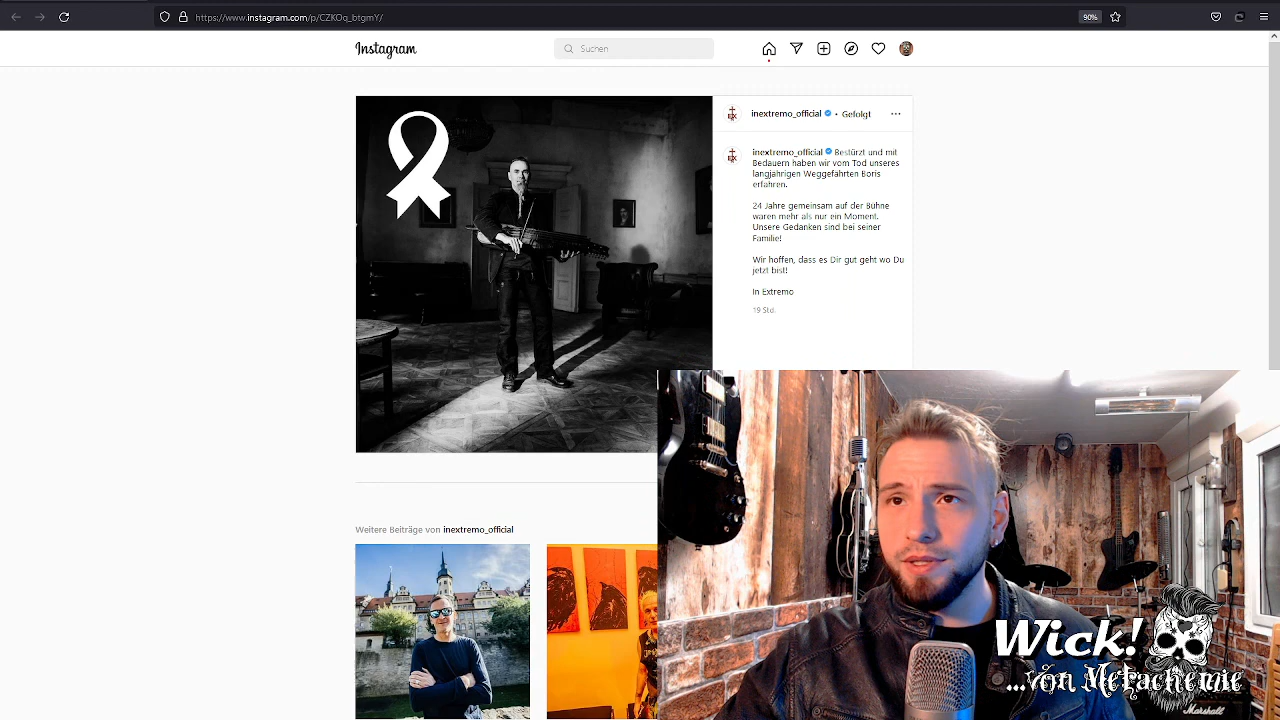 https://www.instagram.com/p/CZKOq_btgmY/
90%
Instagram
Suchen
inextremo_official • Gefolgt
inextremo_official Bestürzt und mit
Bedauern haben wir vom Tod unseres
langjährigen Weggefährten Boris
erfahren.
24 Jahre gemeinsam auf der Bühne
waren mehr als nur ein Moment.
Unsere Gedanken sind bei seiner
Familie!
Wir hoffen, dass es Dir gut geht wo Du
jetzt bist!
In Extremo
19 Std.
Weitere Beiträge von inextremo_official
Wick!
...von Metachemie
Marshall